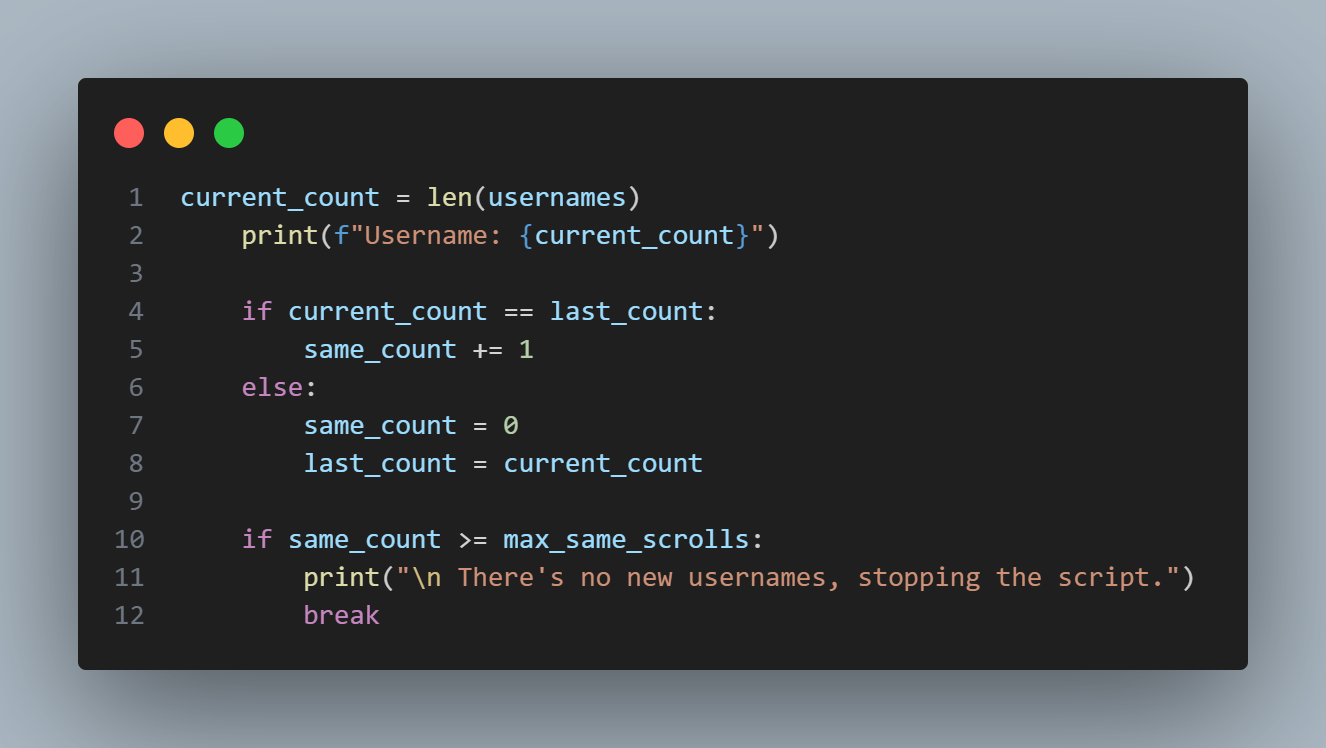 1 current_count = len(usernames)
2     print(f"Username: {current_count}")
3
4     if current_count == last_count:
5         same_count += 1
6     else:
7         same_count = 0
8         last_count = current_count
9
10     if same_count >= max_same_scrolls:
11         print("\n There's no new usernames, stopping the script.")
12         break